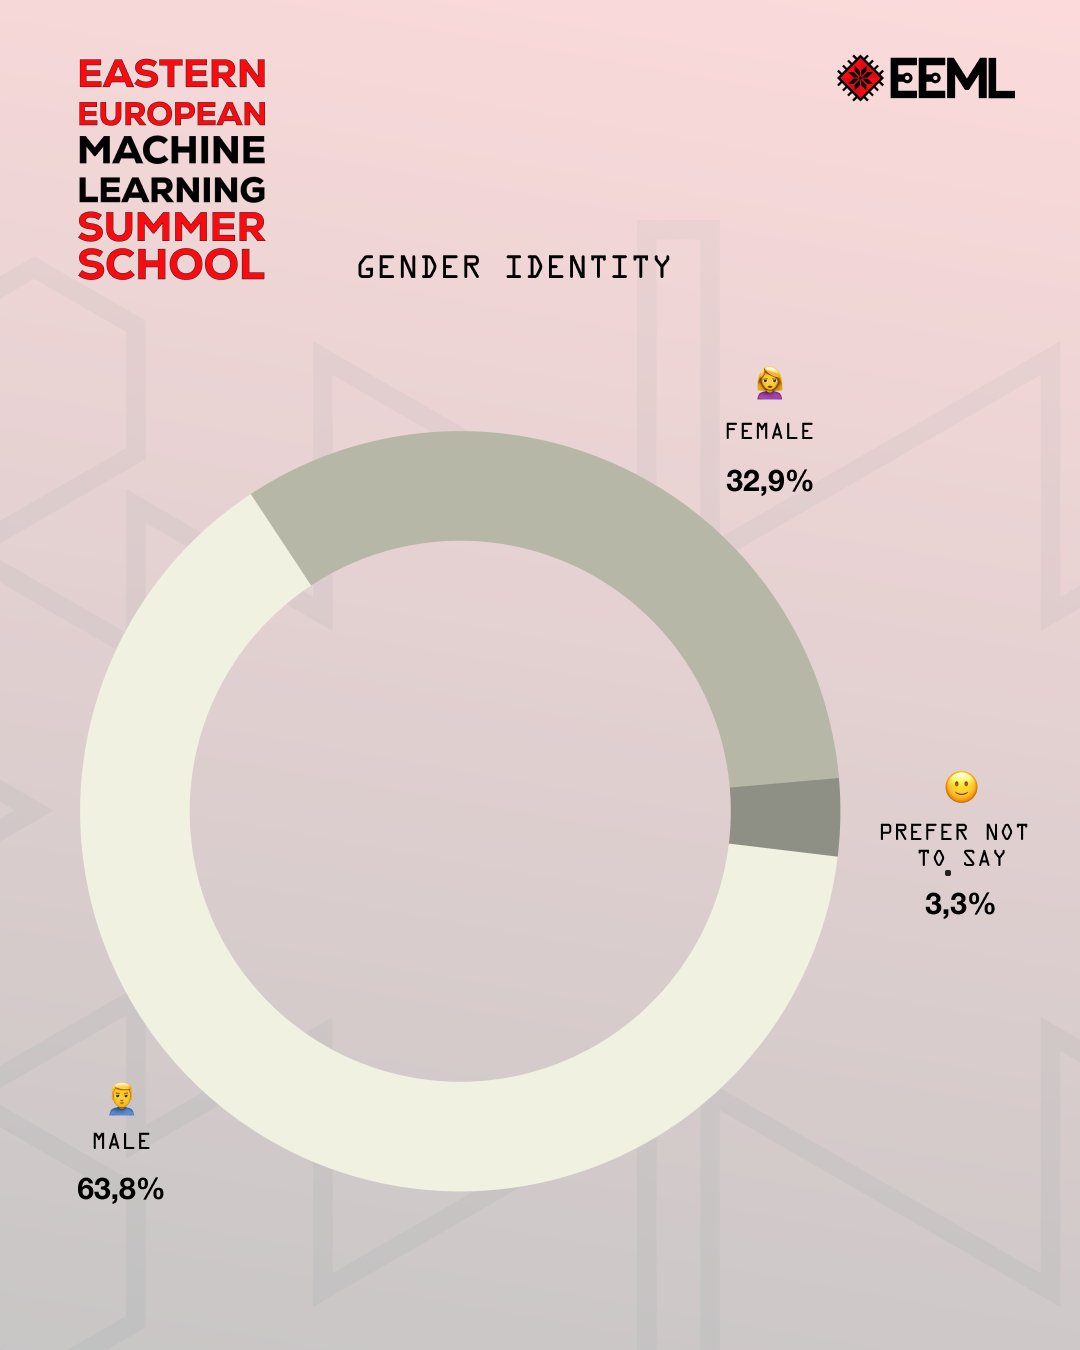 EASTERN
EUROPEAN
MACHINE
LEARNING
SUMMER
SCHOOL
EEML
GENDER IDENTITY
FEMALE
32,9%
PREFER NOT
TO SAY
3,3%
MALE
63,8%